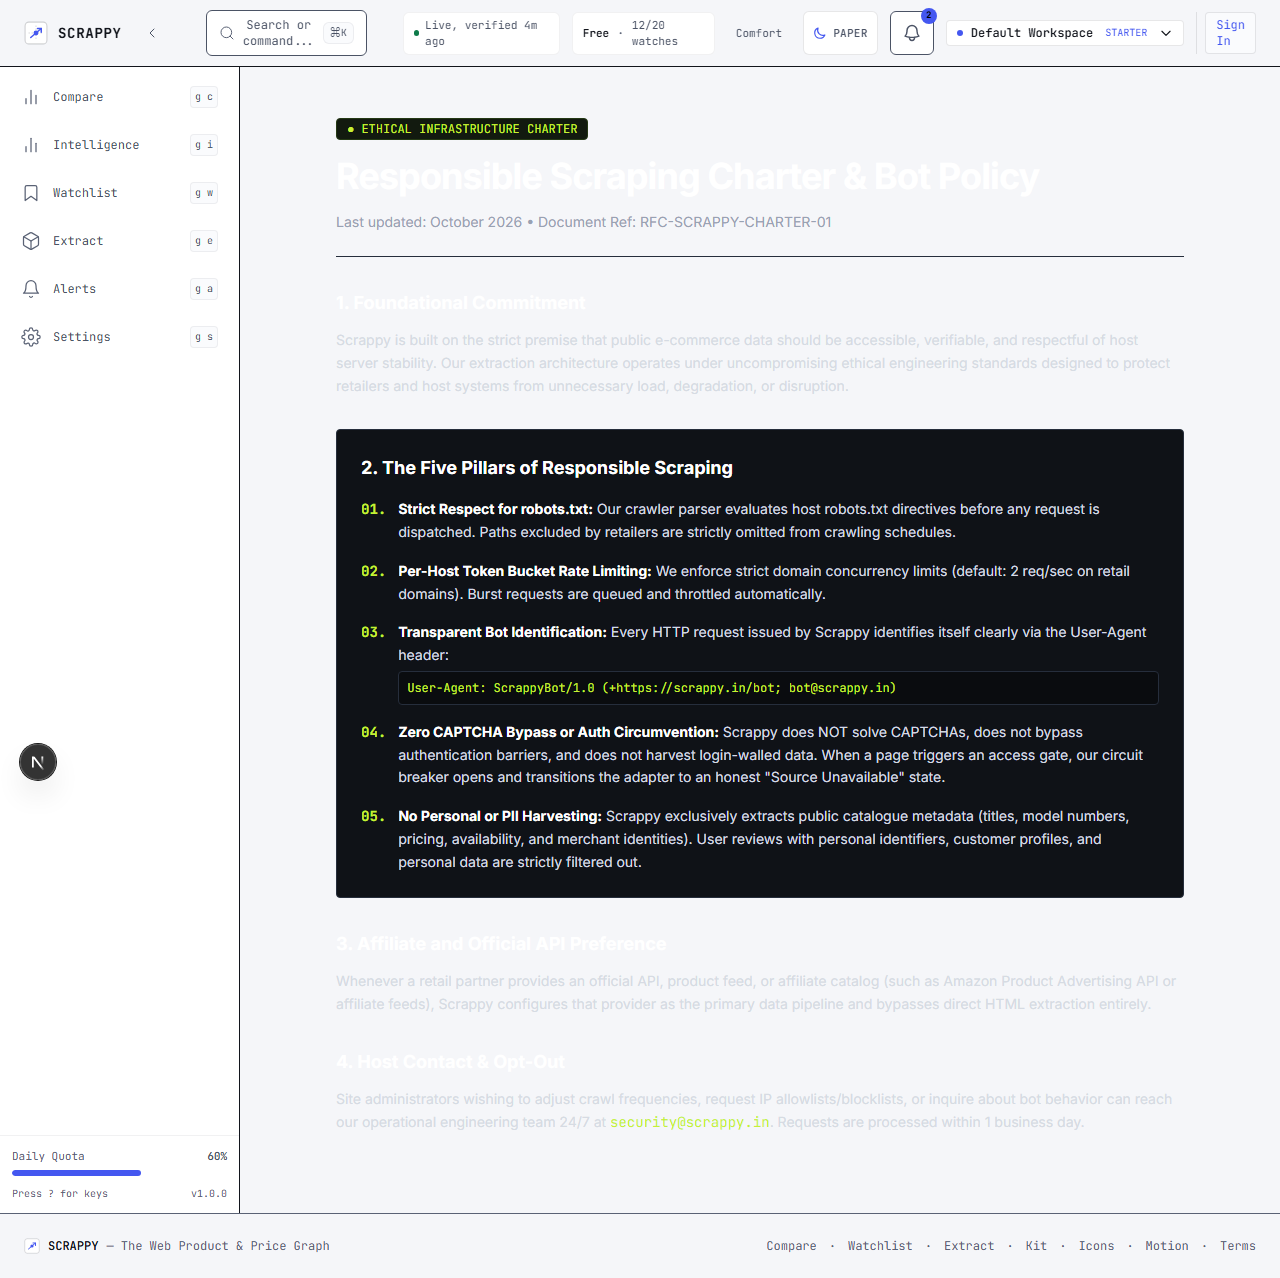 SCRAPPY
Search or
command...
⌘K
Live, verified 4m
ago
Free · 12/20
watches
Comfort
PAPER
2
Default Workspace STARTER
Sign
In
Compare g c
Intelligence g i
Watchlist g w
Extract g e
Alerts g a
Settings g s
N
Daily Quota 60%
Press ? for keys v1.0.0
ETHICAL INFRASTRUCTURE CHARTER
Responsible Scraping Charter & Bot Policy
Last updated: October 2026 • Document Ref: RFC-SCRAPPY-CHARTER-01
1. Foundational Commitment
Scrappy is built on the strict premise that public e-commerce data should be accessible, verifiable, and respectful of host
server stability. Our extraction architecture operates under uncompromising ethical engineering standards designed to protect
retailers and host systems from unnecessary load, degradation, or disruption.
2. The Five Pillars of Responsible Scraping
01. Strict Respect for robots.txt: Our crawler parser evaluates host robots.txt directives before any request is
dispatched. Paths excluded by retailers are strictly omitted from crawling schedules.
02. Per-Host Token Bucket Rate Limiting: We enforce strict domain concurrency limits (default: 2 req/sec on retail
domains). Burst requests are queued and throttled automatically.
03. Transparent Bot Identification: Every HTTP request issued by Scrappy identifies itself clearly via the User-Agent
header:
User-Agent: ScrappyBot/1.0 (+https://scrappy.in/bot; bot@scrappy.in)
04. Zero CAPTCHA Bypass or Auth Circumvention: Scrappy does NOT solve CAPTCHAs, does not bypass
authentication barriers, and does not harvest login-walled data. When a page triggers an access gate, our circuit
breaker opens and transitions the adapter to an honest "Source Unavailable" state.
05. No Personal or PII Harvesting: Scrappy exclusively extracts public catalogue metadata (titles, model numbers,
pricing, availability, and merchant identities). User reviews with personal identifiers, customer profiles, and
personal data are strictly filtered out.
3. Affiliate and Official API Preference
Whenever a retail partner provides an official API, product feed, or affiliate catalog (such as Amazon Product Advertising API or
affiliate feeds), Scrappy configures that provider as the primary data pipeline and bypasses direct HTML extraction entirely.
4. Host Contact & Opt-Out
Site administrators wishing to adjust crawl frequencies, request IP allowlists/blocklists, or inquire about bot behavior can reach
our operational engineering team 24/7 at security@scrappy.in. Requests are processed within 1 business day.
SCRAPPY — The Web Product & Price Graph
Compare · Watchlist · Extract · Kit · Icons · Motion · Terms